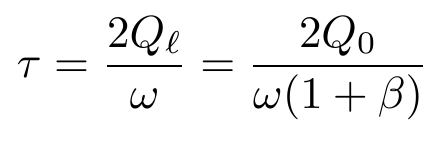 τ = 2Q_ℓ/ω = 2Q_0/ω(1 + β)